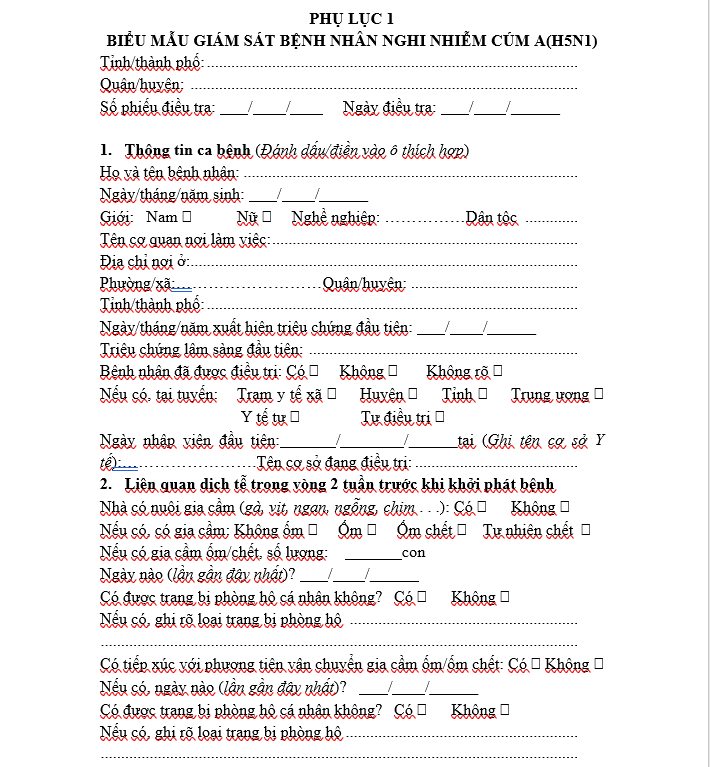 PHỤ LỤC 1
BIỂU MẪU GIÁM SÁT BỆNH NHÂN NGHI NHIỄM CÚM A(H5N1)
Tỉnh/thành phố: ........................................................................
Quận/huyện: ........................................................................
Số phiếu điều tra: ____/____/____ Ngày điều tra: ____/____/______
1. Thông tin ca bệnh (Đánh dấu/điền vào ô thích hợp)
Họ và tên bệnh nhân: ........................................................................
Ngày/tháng/năm sinh: ____/____/______
Giới: Nam □ Nữ □ Nghề nghiệp: ……………Dân tộc .............
Tên cơ quan nơi làm việc:........................................................................
Địa chỉ nơi ở:........................................................................
Phường/xã:……………………Quận/huyện: ........................................
Tỉnh/thành phố:........................................................................
Ngày/tháng/năm xuất hiện triệu chứng đầu tiên: ____/____/______
Triệu chứng lâm sàng đầu tiên: ............................................................
Bệnh nhân đã được điều trị: Có □ Không □ Không rõ □
Nếu có, tại tuyến: Trạm y tế xã □ Huyện □ Tỉnh □ Trung ương □
Y tế tư □ Tự điều trị □
Ngày nhập viện đầu tiên:_______/________/______tại (Ghi tên cơ sở Y
tế):…………………Tên cơ sở đang điều trị:........................................
2. Liên quan dịch tễ trong vòng 2 tuần trước khi khởi phát bệnh
Nhà có nuôi gia cầm (gà, vịt, ngan, ngỗng, chim . . .): Có □ Không □
Nếu có, có gia cầm: Không ốm □ Ốm □ Ốm chết □ Tự nhiên chết □
Nếu có gia cầm ốm/chết, số lượng: _______con
Ngày nào (lần gần đây nhất)? ____/____/______
Có được trang bị phòng hộ cá nhân không? Có □ Không □
Nếu có, ghi rõ loại trang bị phòng hộ ........................................................
........................................................................
Có tiếp xúc với phương tiện vận chuyển gia cầm ốm/ốm chết: Có □ Không □
Nếu có, ngày nào (lần gần đây nhất)? ____/____/______
Có được trang bị phòng hộ cá nhân không? Có □ Không □
Nếu có, ghi rõ loại trang bị phòng hộ ........................................................
........................................................................